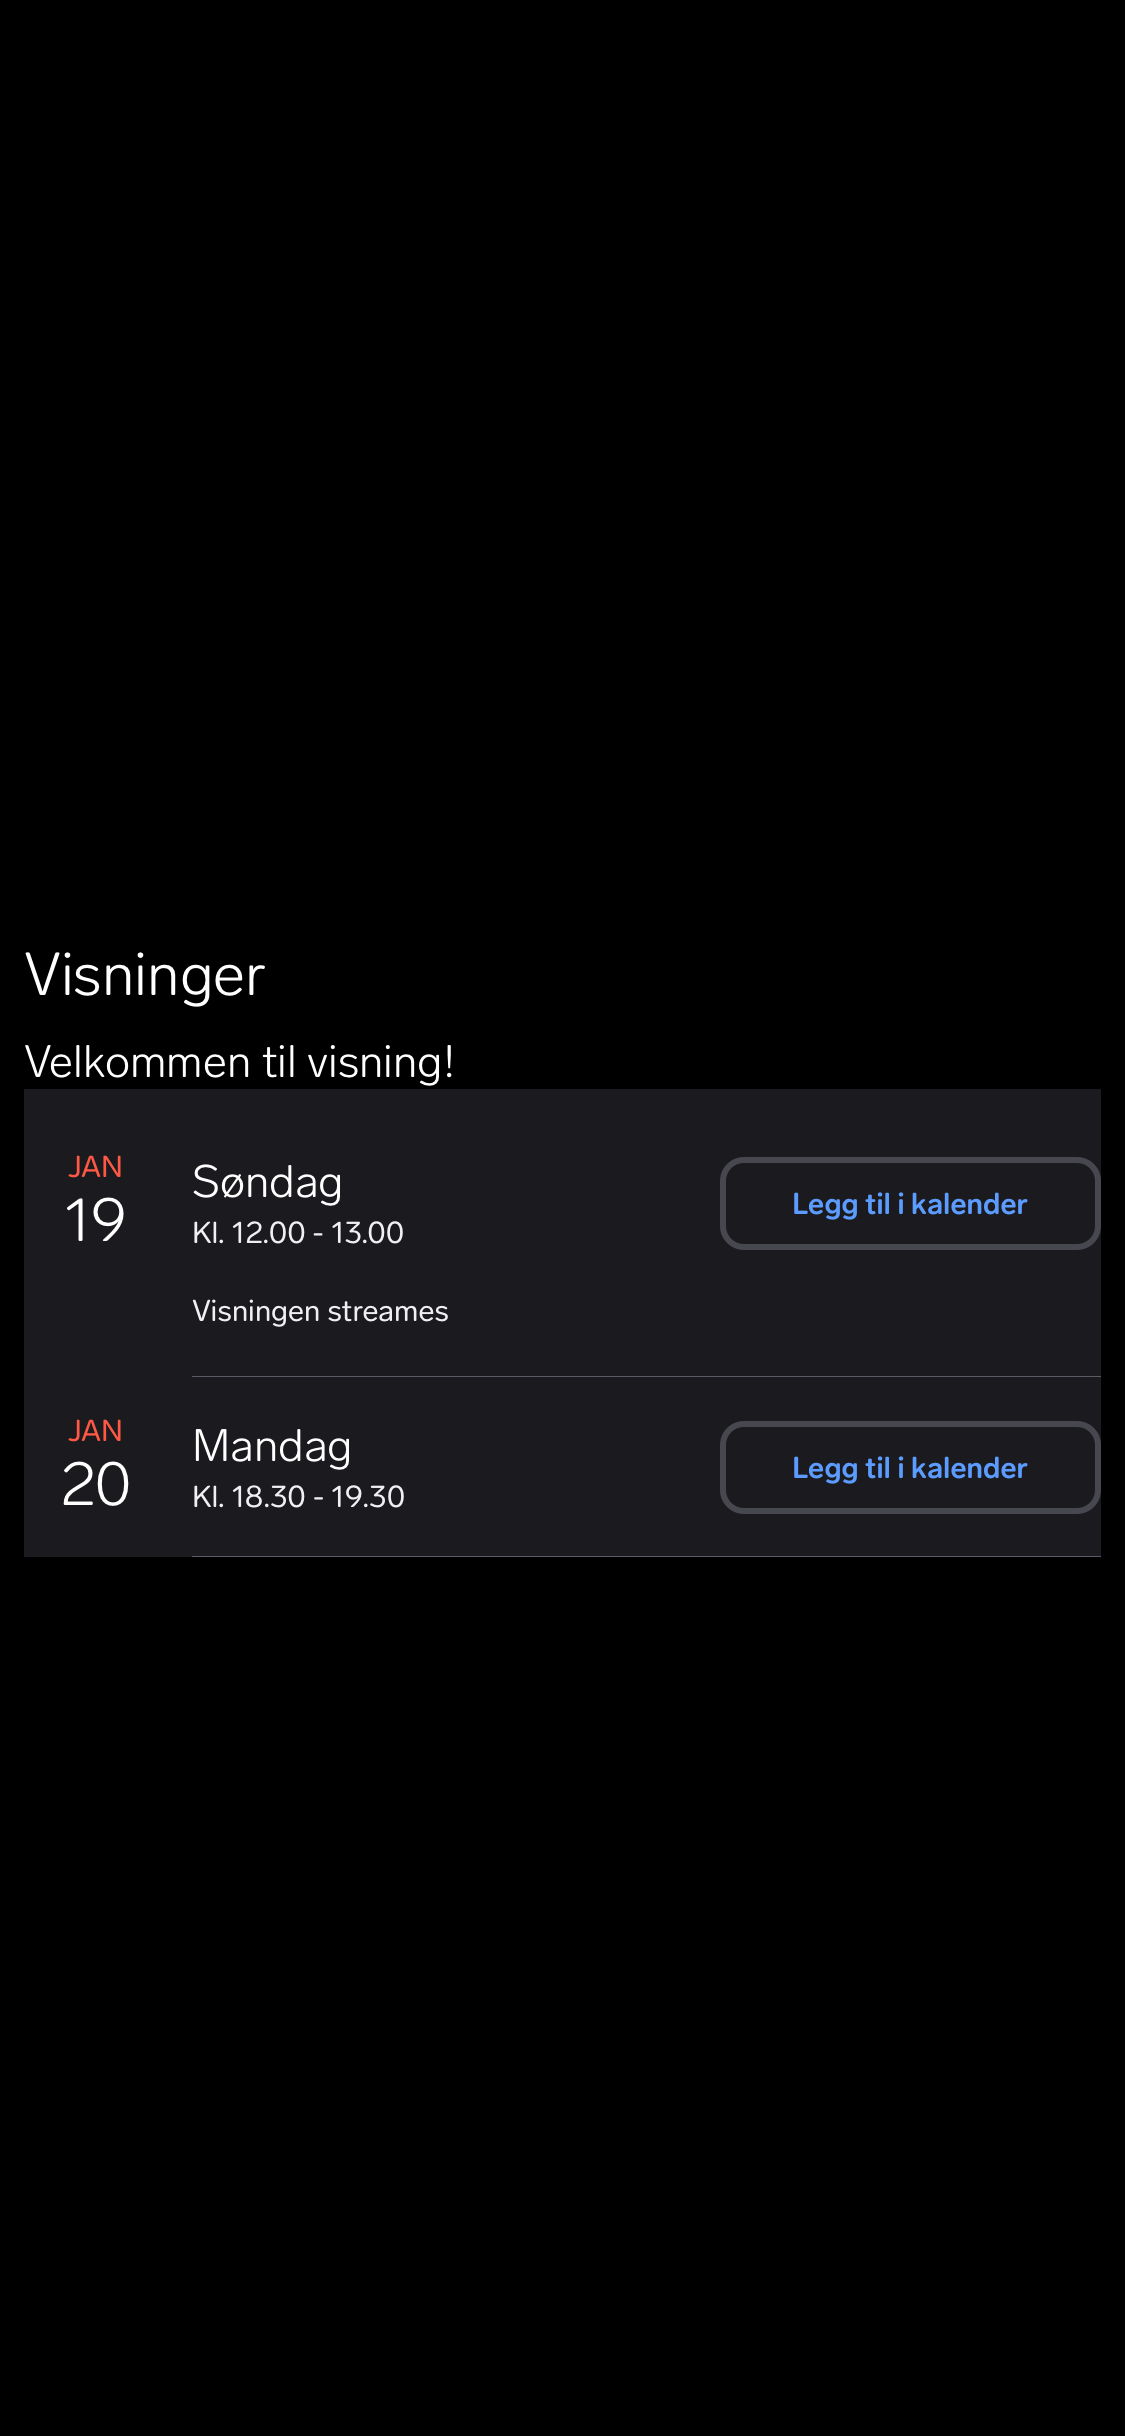 Visninger
Velkommen til visning!
JAN
19
Søndag
Kl. 12.00 - 13.00
Legg til i kalender
Visningen streames
JAN
20
Mandag
Kl. 18.30 - 19.30
Legg til i kalender